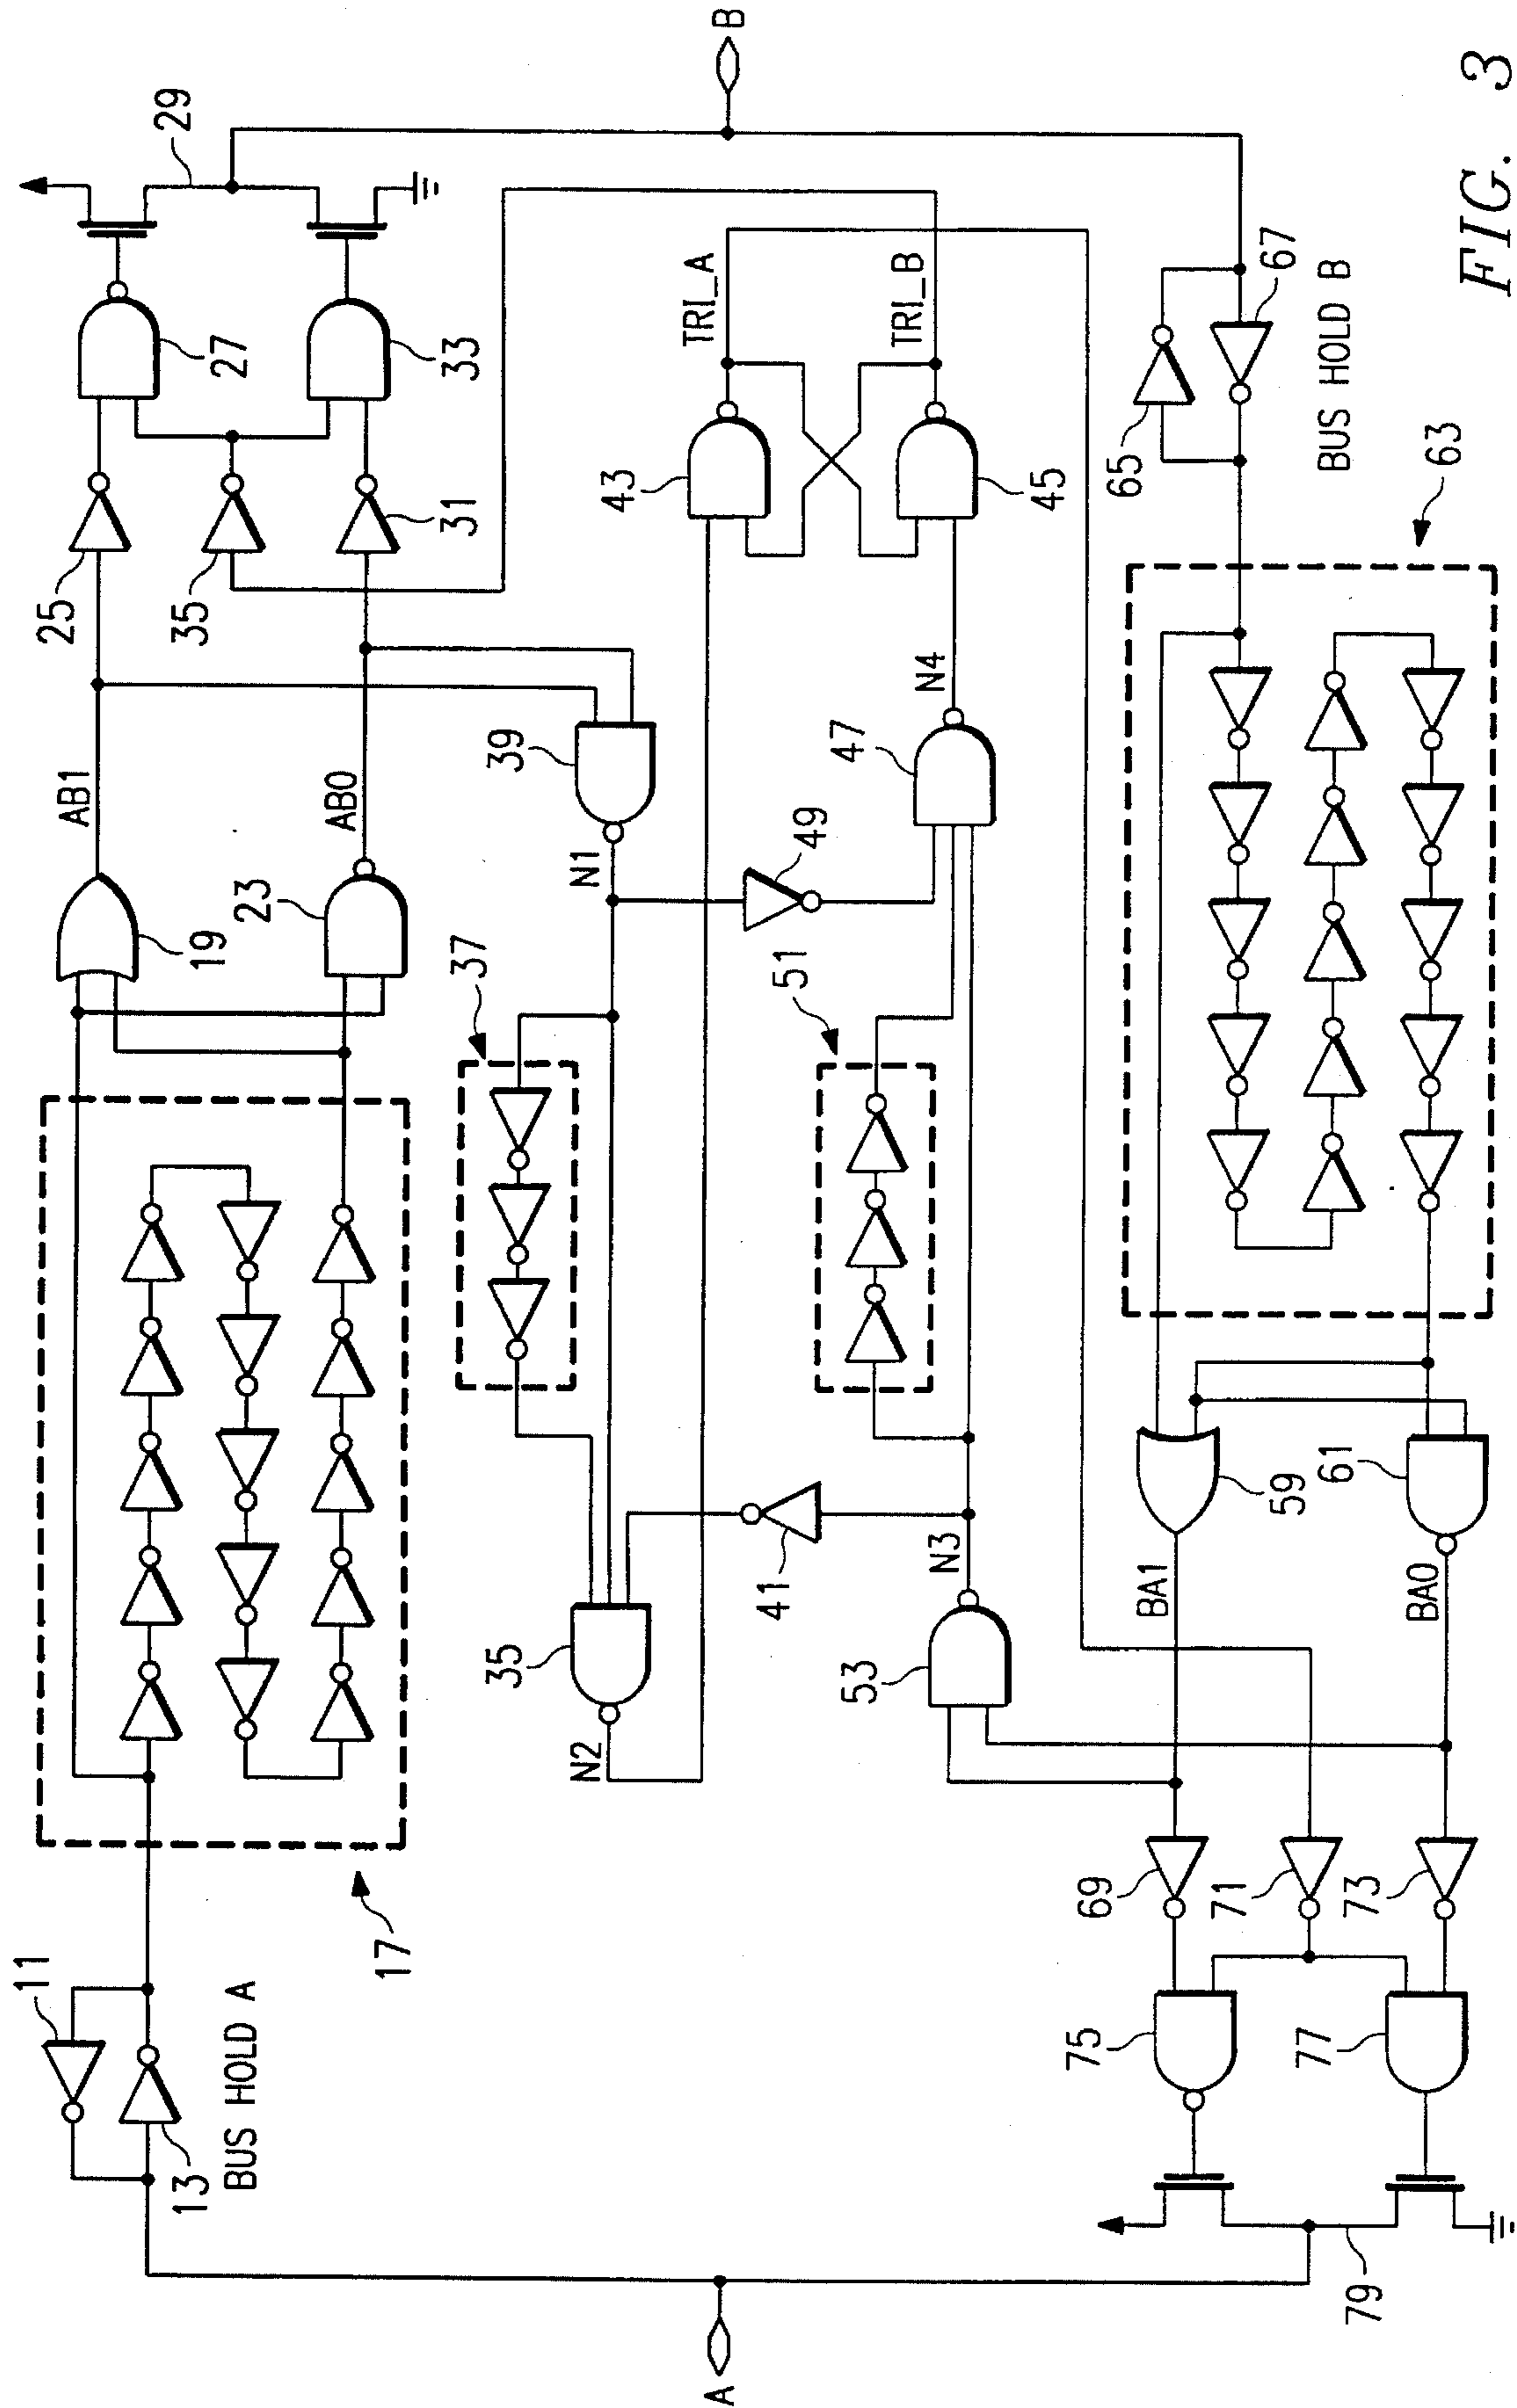 29
B
27
33
TRI_A
TRI_B
25
35
31
43
45
65
67
BUS HOLD B
63
AB1
AB0
39
N4
47
19
23
N1
49
37
51
59
61
41
N3
BA1
BA0
35
N2
53
69
71
73
17
11
13
BUS HOLD A
75
77
79
A
FIG. 3